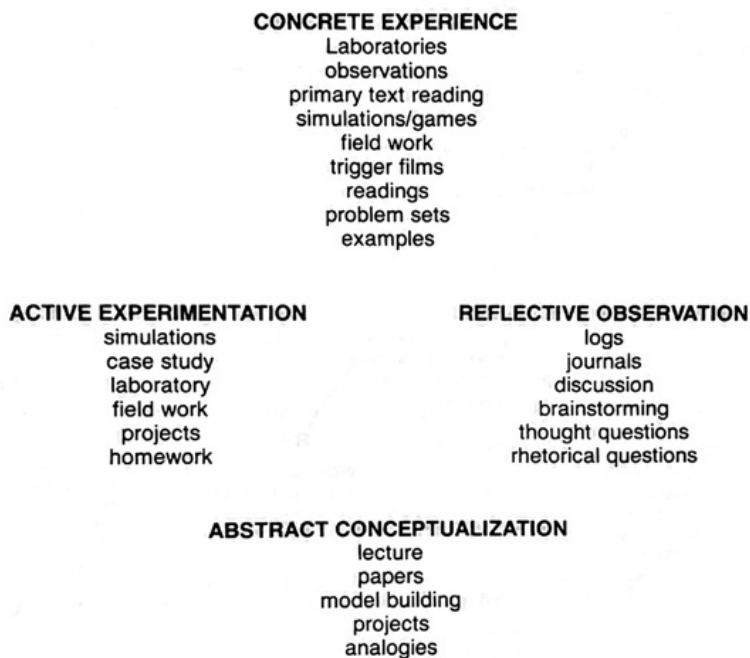 CONCRETE EXPERIENCE
Laboratories
observations
primary text reading
simulations/games
field work
trigger films
readings
problem sets
examples
ACTIVE EXPERIMENTATION
simulations
case study
laboratory
field work
projects
homework
REFLECTIVE OBSERVATION
logs
journals
discussion
brainstorming
thought questions
rhetorical questions
ABSTRACT CONCEPTUALIZATION
lecture
papers
model building
projects
analogies